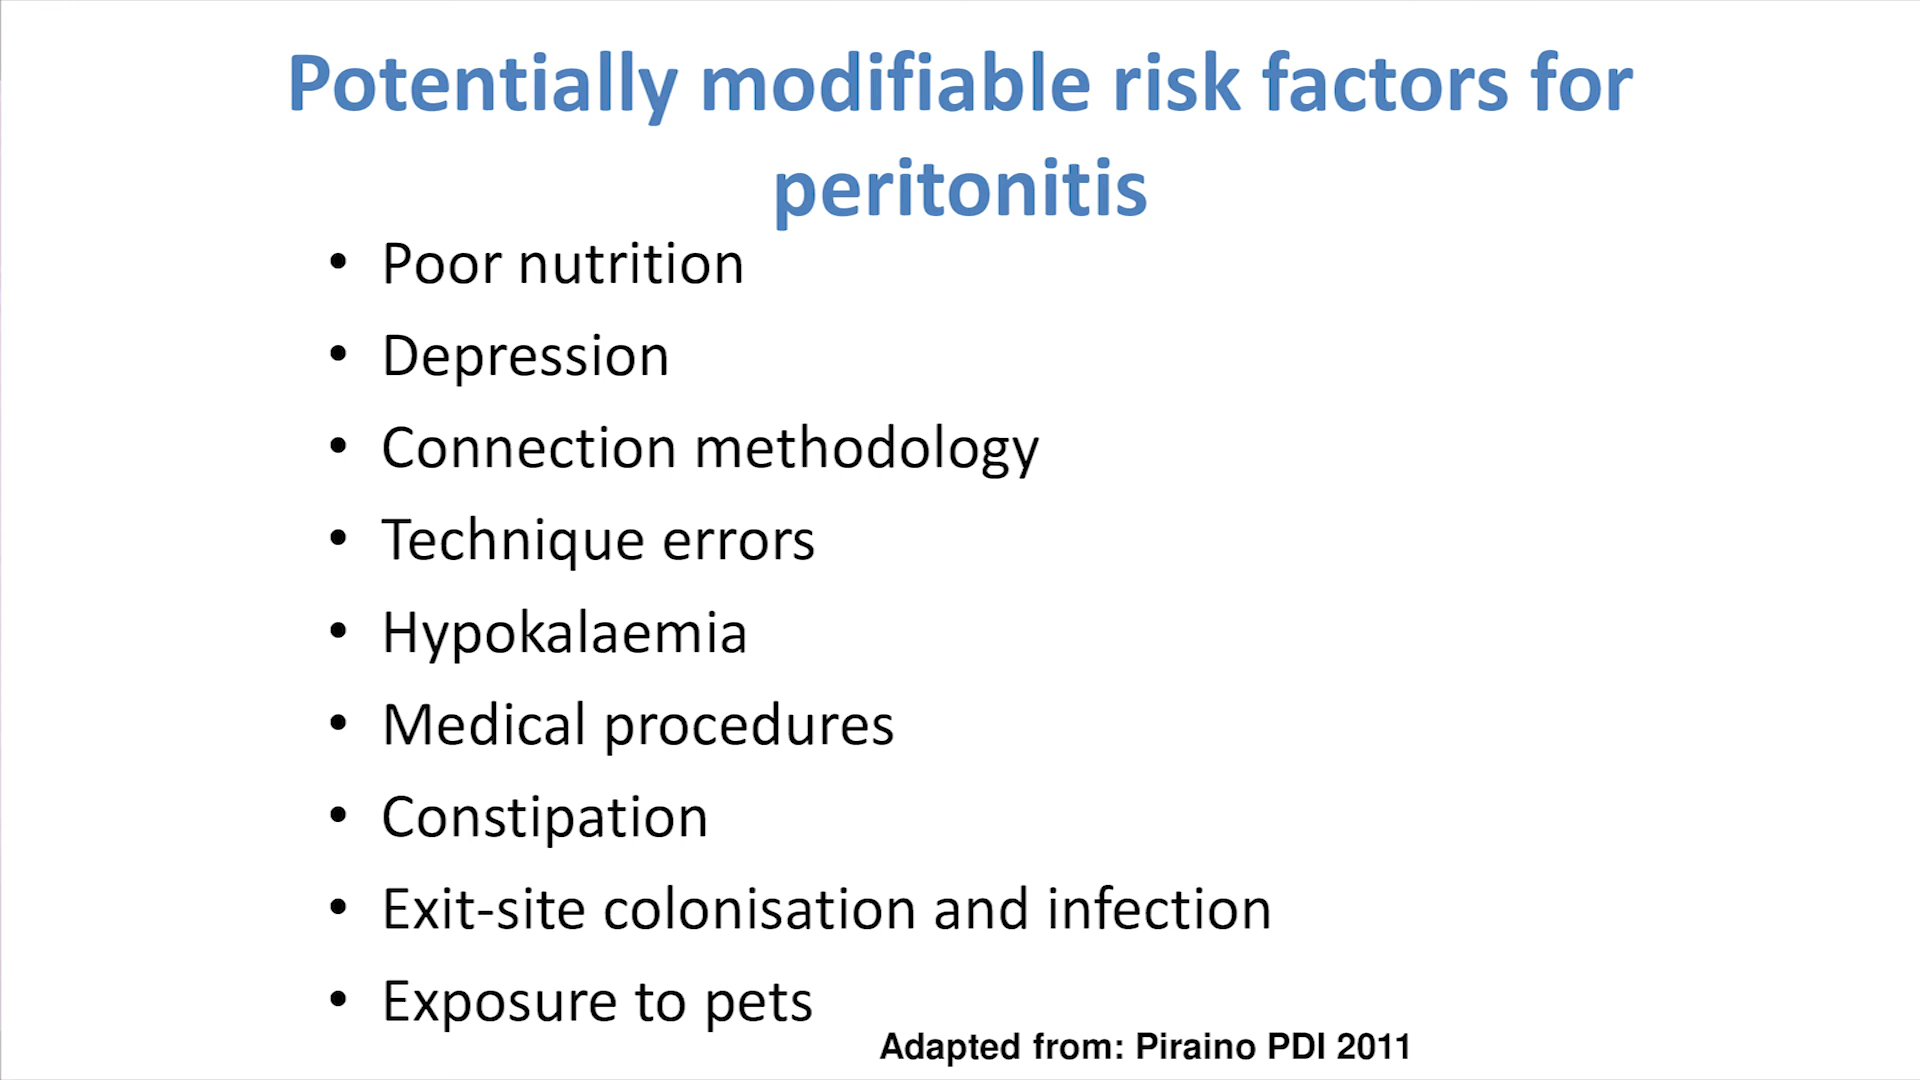 Potentially modifiable risk factors for
peritonitis
• Poor nutrition
• Depression
• Connection methodology
• Technique errors
• Hypokalaemia
• Medical procedures
• Constipation
• Exit-site colonisation and infection
• Exposure to pets
Adapted from: Piraino PDI 2011